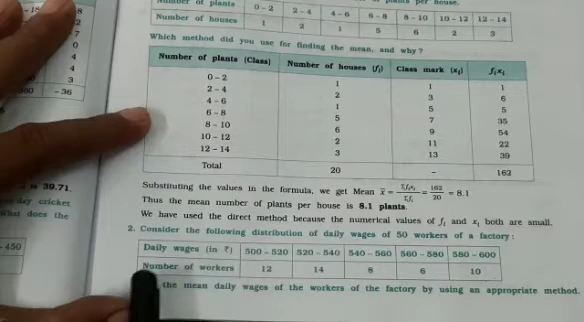 Number of plants 0 - 2 2 - 4 4 - 6 6 - 8 8 - 10 10 - 12 12 - 14
Number of houses 1 2 1 5 6 2 3
Which method did you use for finding the mean, and why ?
Number of plants (Class) Number of houses (fᵢ) Class mark (xᵢ) fᵢxᵢ
0 - 2 1 1 1
2 - 4 2 3 6
4 - 6 1 5 5
6 - 8 5 7 35
8 - 10 6 9 54
10 - 12 2 11 22
12 - 14 3 13 39
Total 20 - 162
Substituting the values in the formula, we get Mean x̄ = Σfᵢxᵢ/Σfᵢ = 162/20 = 8.1
Thus the mean number of plants per house is 8.1 plants.
We have used the direct method because the numerical values of fᵢ and xᵢ both are small.
2. Consider the following distribution of daily wages of 50 workers of a factory :
Daily wages (in ₹) 500 - 520 520 - 540 540 - 560 560 - 580 580 - 600
Number of workers 12 14 8 6 10
the mean daily wages of the workers of the factory by using an appropriate method.
8
2
7
0
4
4
3
- 36
39.71.
day cricket
what does the
- 450